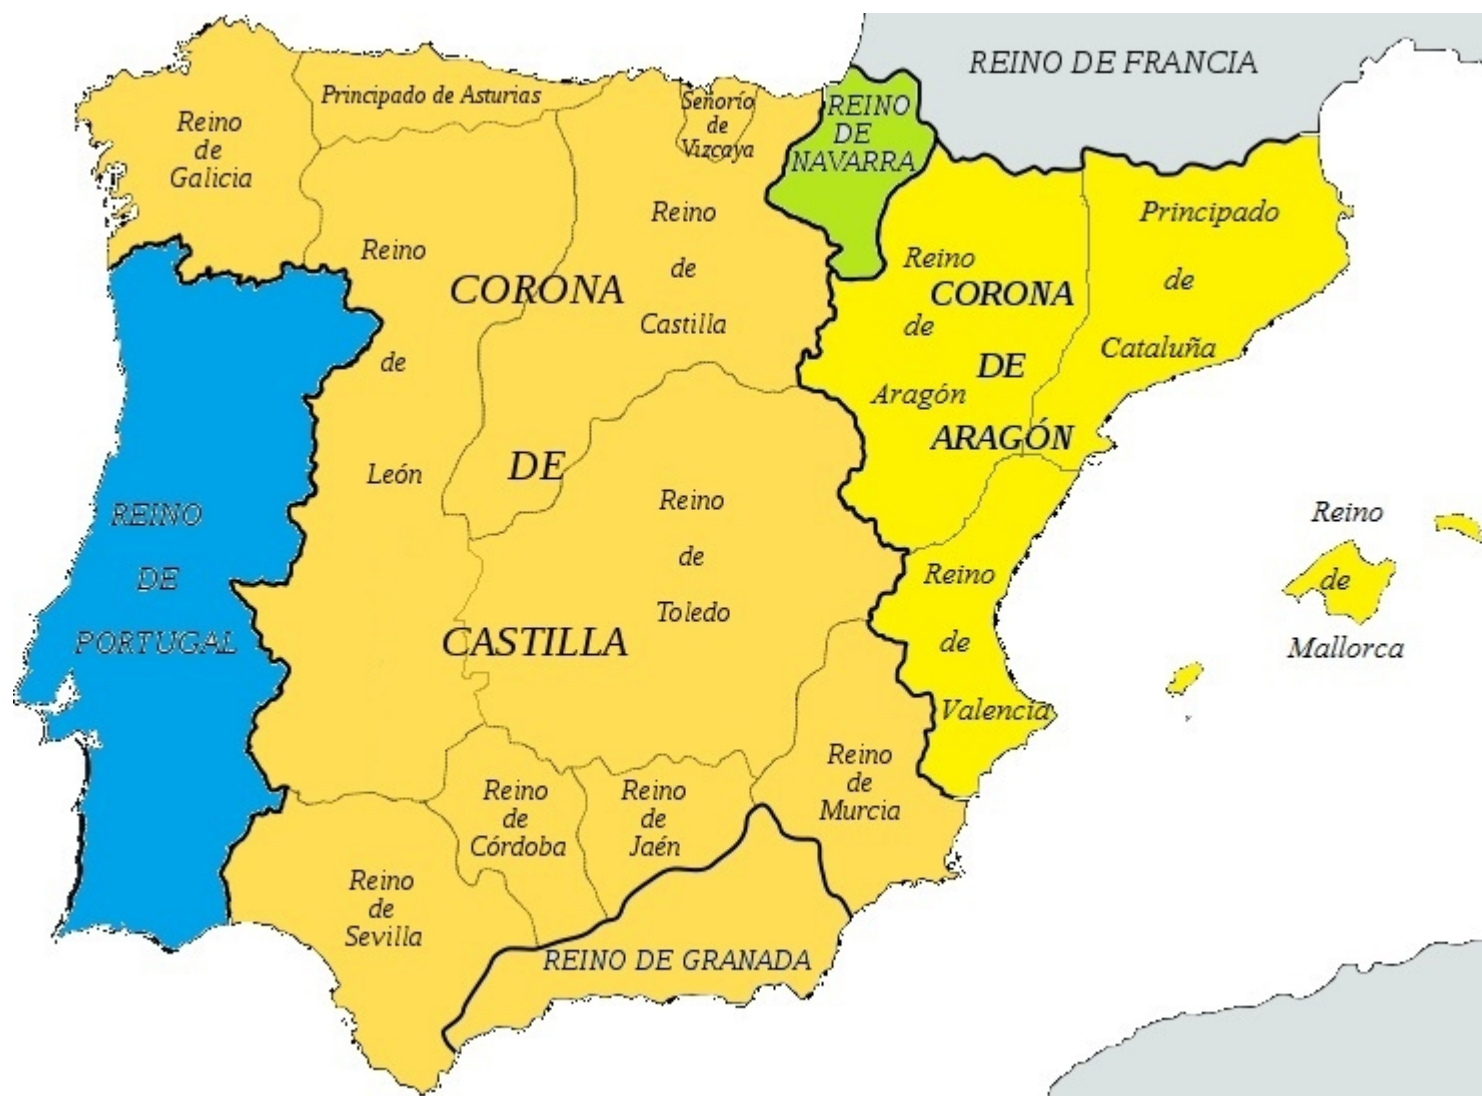 REINO DE FRANCIA
Principado de Asturias
Señorío
de
Vizcaya
REINO
DE
NAVARRA
Reino
de
Galicia
Reino
de
Castilla
Principado
de
Cataluña
Reino
de
León
CORONA
DE
CASTILLA
Reino
de
Aragón
CORONA
DE
ARAGÓN
REINO
DE
PORTUGAL
Reino
de
Toledo
Reino
de
Valencia
Reino
de
Mallorca
Reino
de
Murcia
Reino
de
Córdoba
Reino
de
Jaén
Reino
de
Sevilla
REINO DE GRANADA